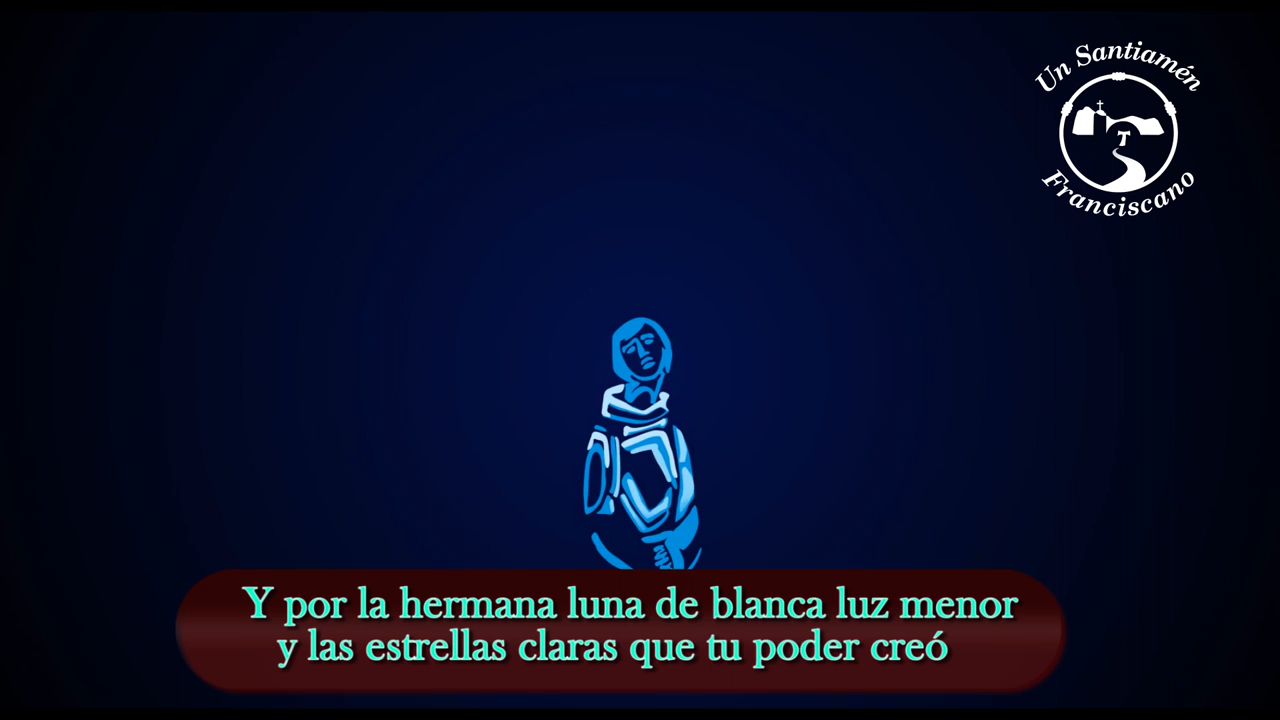 Un Santiamén
T
Franciscano
Y por la hermana luna de blanca luz menor
y las estrellas claras que tu poder creó